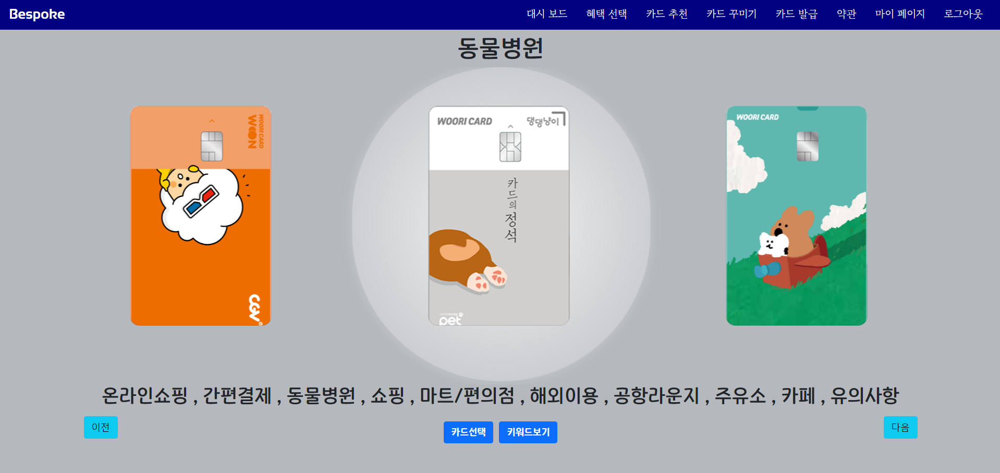 Bespoke
대시 보드 혜택 선택 카드 추천 카드 꾸미기 카드 발급 약관 마이 페이지 로그아웃
동물병원
WOORI CARD
WOON
CGV
WOORI CARD
댕댕냥이
카드의
정석
pet
WOORI CARD
온라인쇼핑 , 간편결제 , 동물병원 , 쇼핑 , 마트/편의점 , 해외이용 , 공항라운지 , 주유소 , 카페 , 유의사항
이전
카드선택 키워드보기
다음